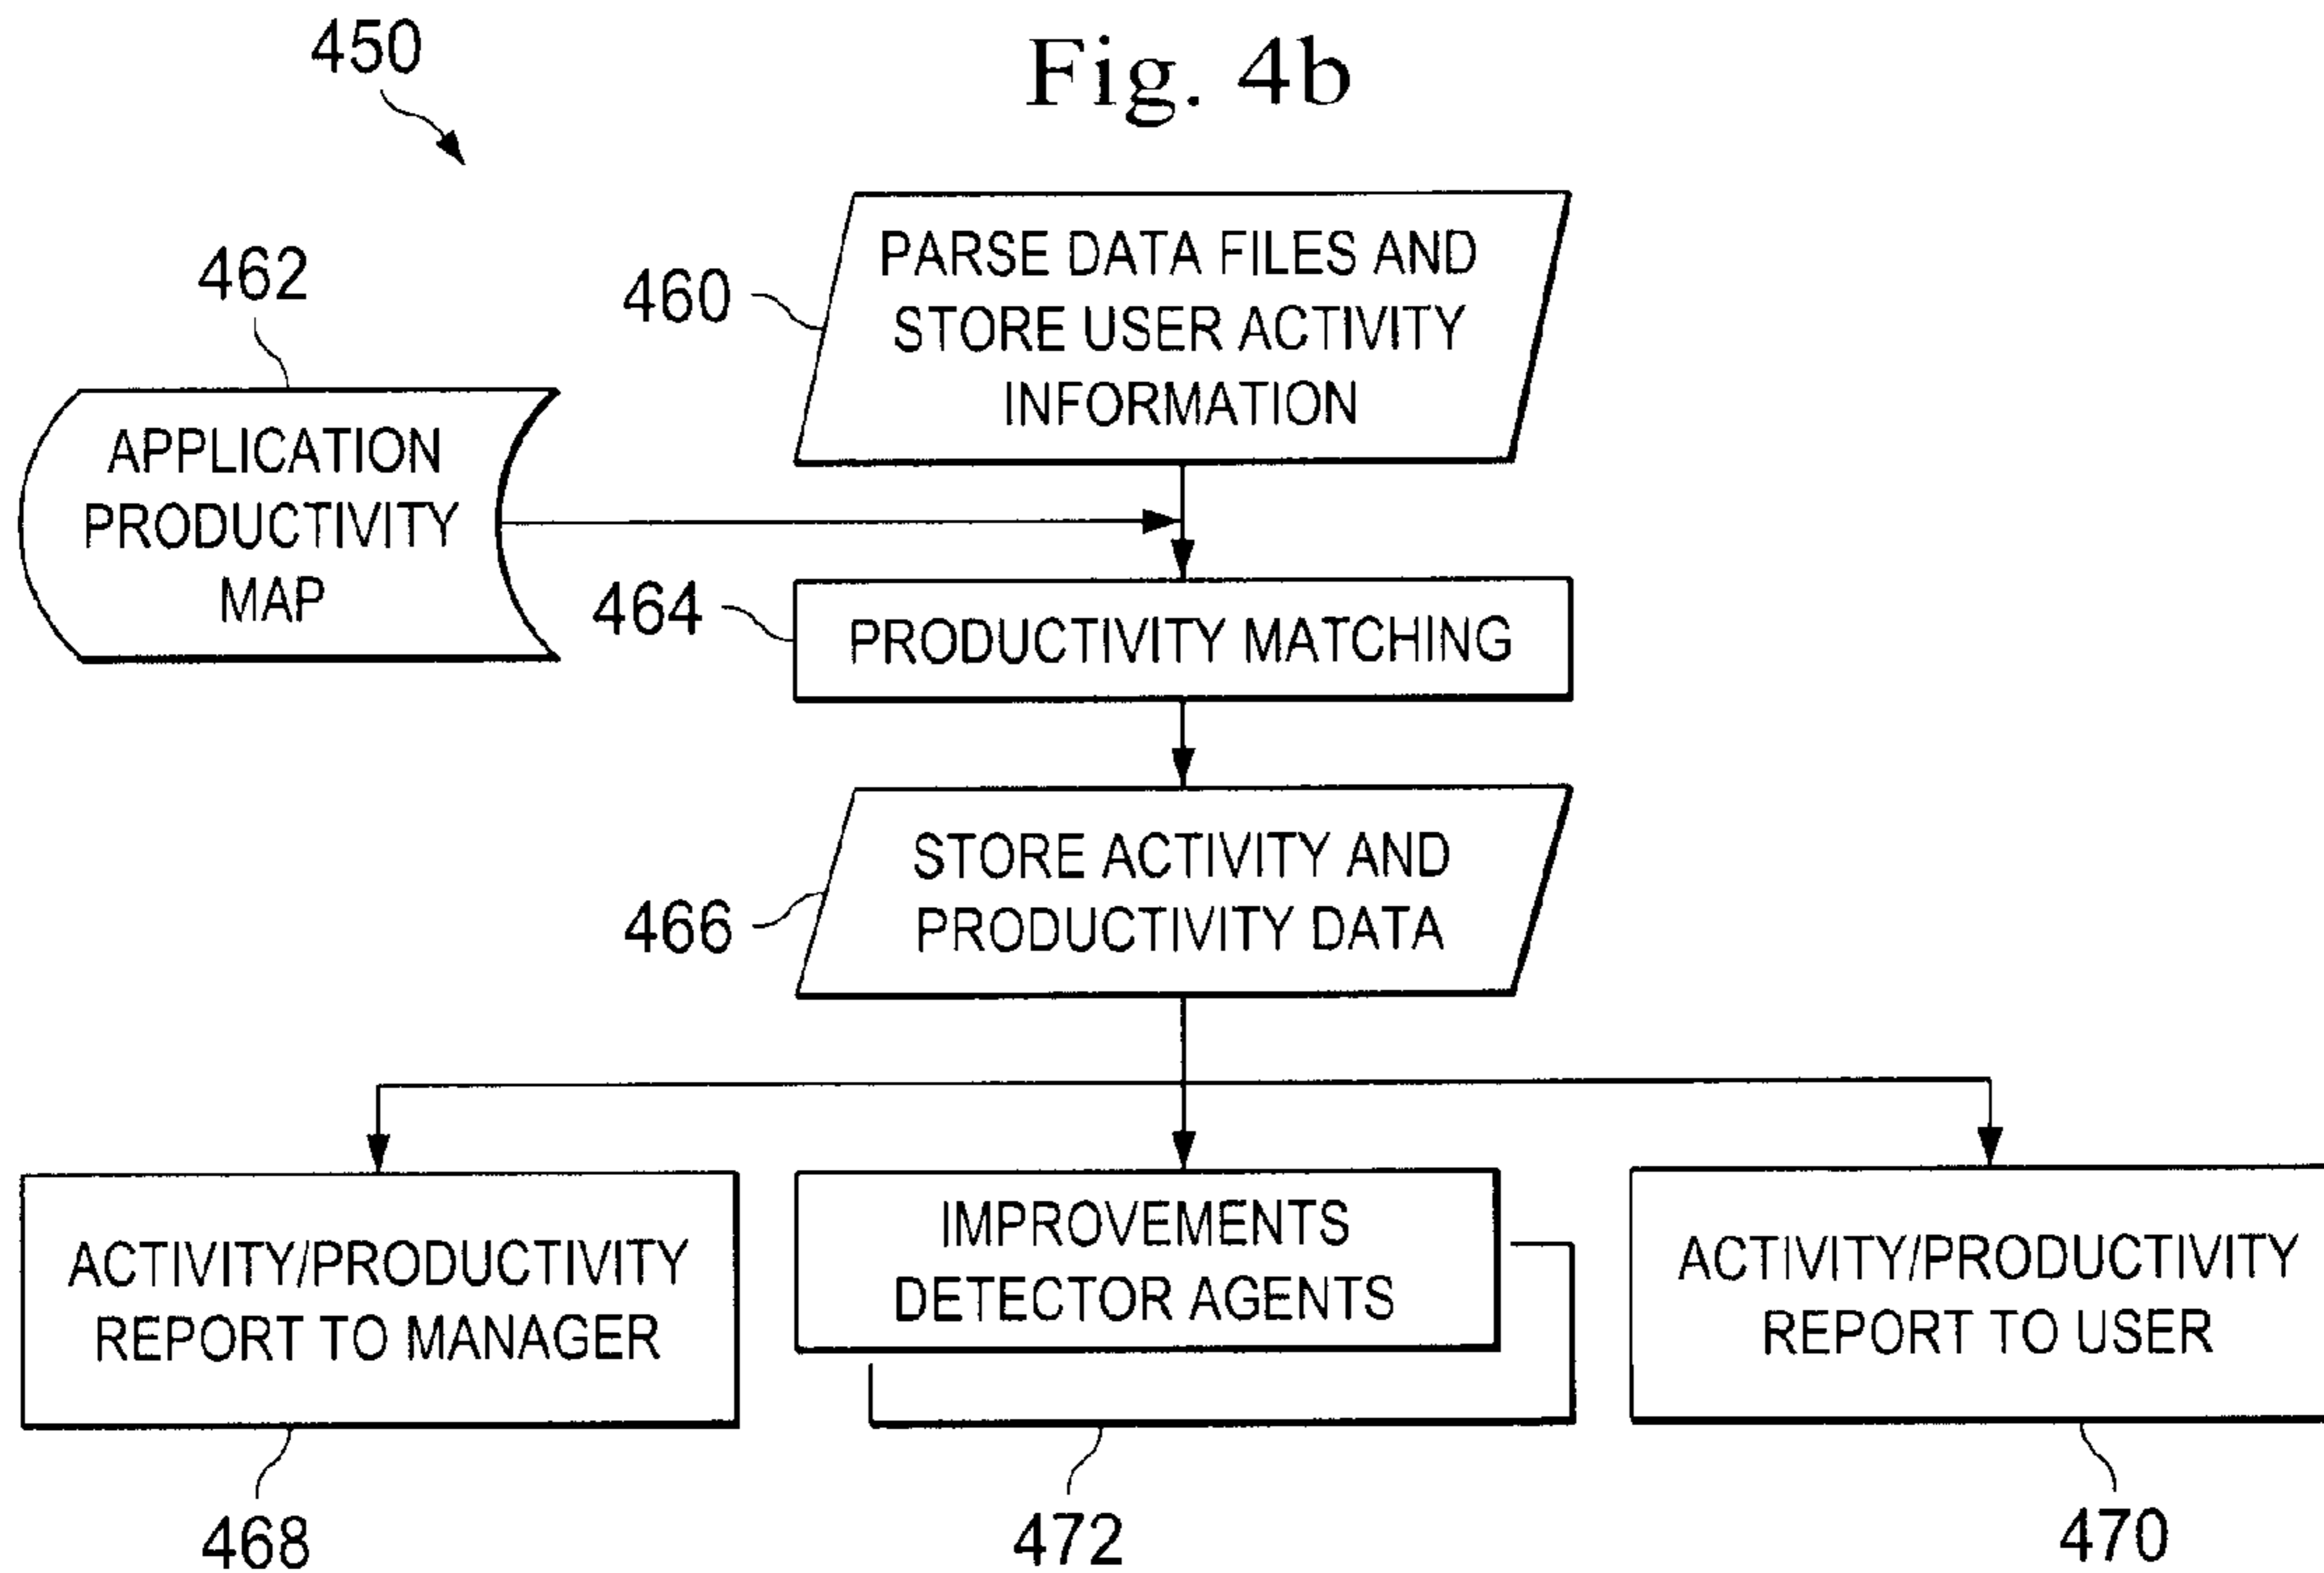 450
Fig. 4b
462
460
PARSE DATA FILES AND
STORE USER ACTIVITY
INFORMATION
APPLICATION
PRODUCTIVITY
MAP
464
PRODUCTIVITY MATCHING
466
STORE ACTIVITY AND
PRODUCTIVITY DATA
ACTIVITY/PRODUCTIVITY
REPORT TO MANAGER
IMPROVEMENTS
DETECTOR AGENTS
ACTIVITY/PRODUCTIVITY
REPORT TO USER
468
472
470